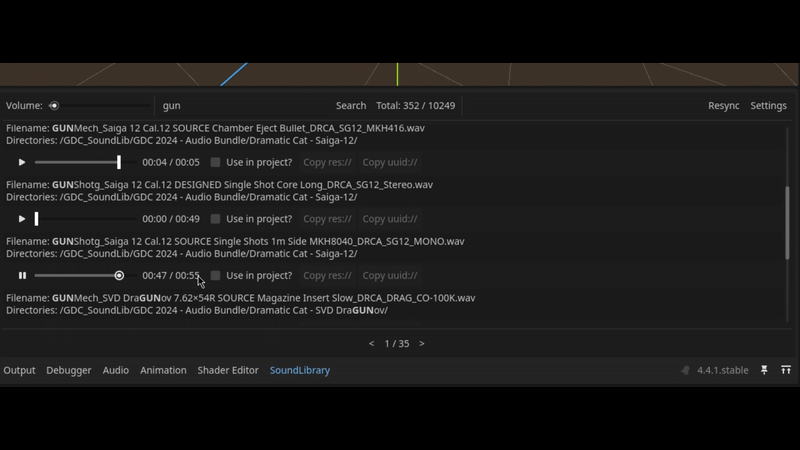 Volume: gun Search Total: 352 / 10249 Resync Settings
Filename: GUNMech_Saiga 12 Cal.12 SOURCE Chamber Eject Bullet_DRCA_SG12_MKH416.wav
Directories: /GDC_SoundLib/GDC 2024 - Audio Bundle/Dramatic Cat - Saiga-12/
00:04 / 00:05 Use in project? Copy res:// Copy uuid://
Filename: GUNShotg_Saiga 12 Cal.12 DESIGNED Single Shot Core Long_DRCA_SG12_Stereo.wav
Directories: /GDC_SoundLib/GDC 2024 - Audio Bundle/Dramatic Cat - Saiga-12/
00:00 / 00:49 Use in project? Copy res:// Copy uuid://
Filename: GUNShotg_Saiga 12 Cal.12 SOURCE Single Shots 1m Side MKH8040_DRCA_SG12_MONO.wav
Directories: /GDC_SoundLib/GDC 2024 - Audio Bundle/Dramatic Cat - Saiga-12/
00:47 / 00:55 Use in project? Copy res:// Copy uuid://
Filename: GUNMech_SVD DraGUNov 7.62×54R SOURCE Magazine Insert Slow_DRCA_DRAG_CO-100K.wav
Directories: /GDC_SoundLib/GDC 2024 - Audio Bundle/Dramatic Cat - SVD DraGUNov/
< 1 / 35 >
Output Debugger Audio Animation Shader Editor SoundLibrary 4.4.1.stable